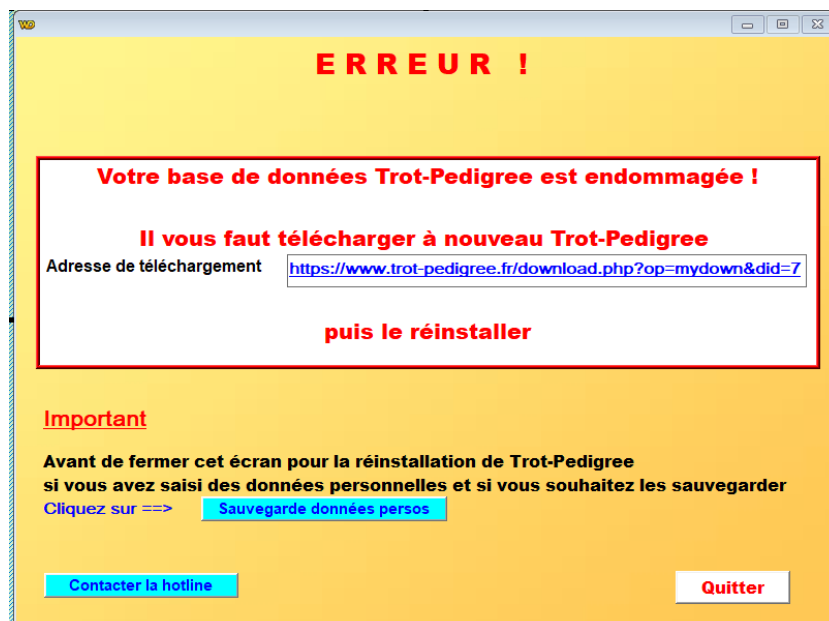 WD
E R R E U R !
Votre base de données Trot-Pedigree est endommagée !
Il vous faut télécharger à nouveau Trot-Pedigree
Adresse de téléchargement https://www.trot-pedigree.fr/download.php?op=mydown&did=7
puis le réinstaller
Important
Avant de fermer cet écran pour la réinstallation de Trot-Pedigree
si vous avez saisi des données personnelles et si vous souhaitez les sauvegarder
Cliquez sur ==> Sauvegarde données persos
Contacter la hotline Quitter